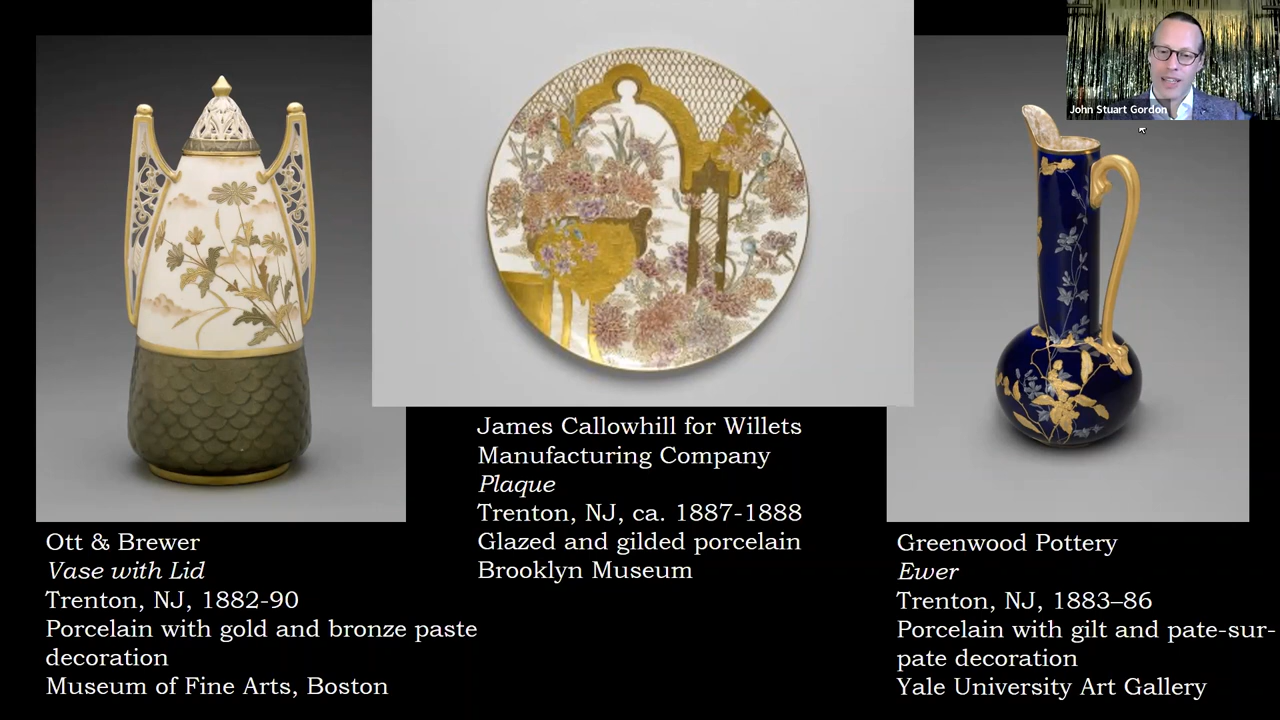 John Stuart Gordon
Ott & Brewer
Vase with Lid
Trenton, NJ, 1882-90
Porcelain with gold and bronze paste
decoration
Museum of Fine Arts, Boston
James Callowhill for Willets
Manufacturing Company
Plaque
Trenton, NJ, ca. 1887-1888
Glazed and gilded porcelain
Brooklyn Museum
Greenwood Pottery
Ewer
Trenton, NJ, 1883–86
Porcelain with gilt and pate-sur-
pate decoration
Yale University Art Gallery